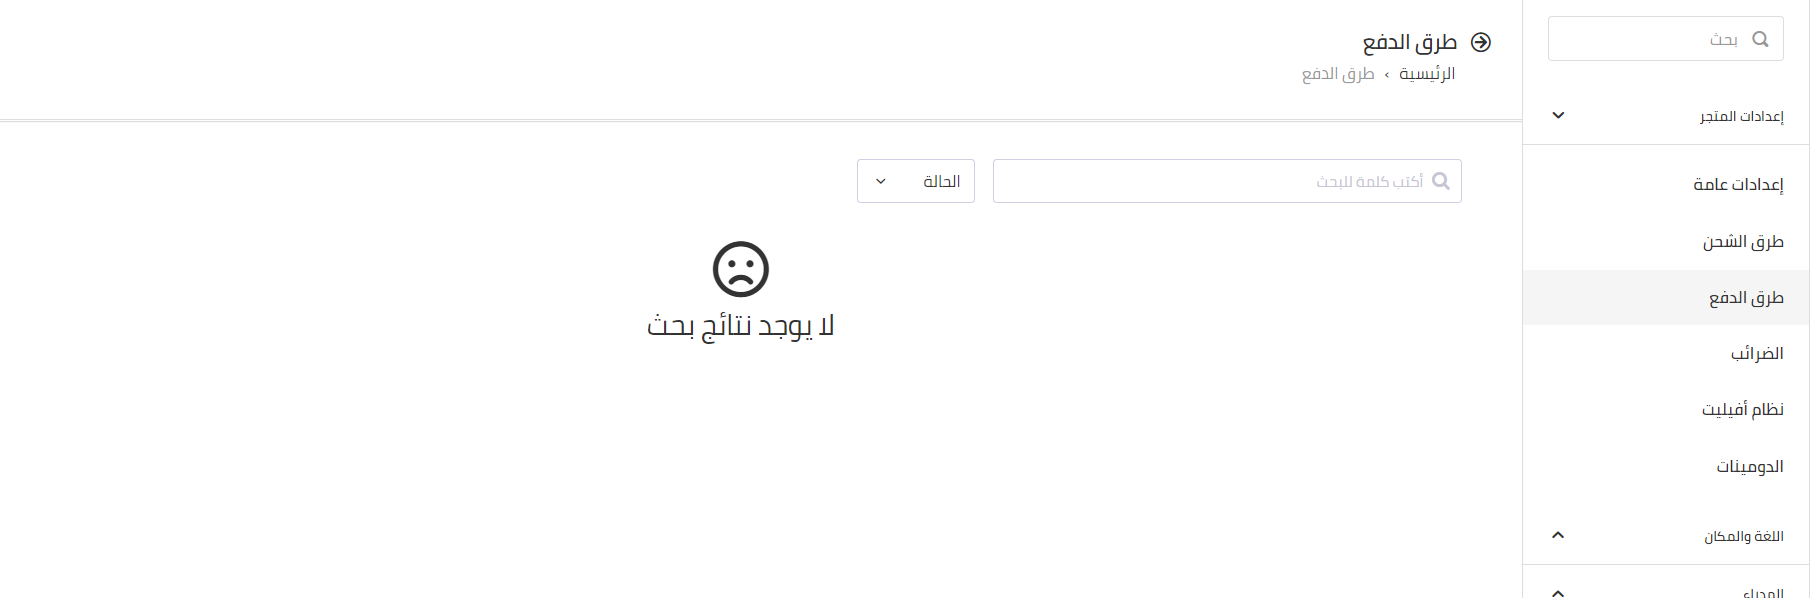 بحث
إعدادات المتجر
إعدادات عامة
طرق الشحن
طرق الدفع
الضرائب
نظام أفيليت
الدومينات
اللغة والمكان
المدراء
طرق الدفع
الرئيسية › طرق الدفع
أكتب كلمة للبحث
الحالة
لا يوجد نتائج بحث